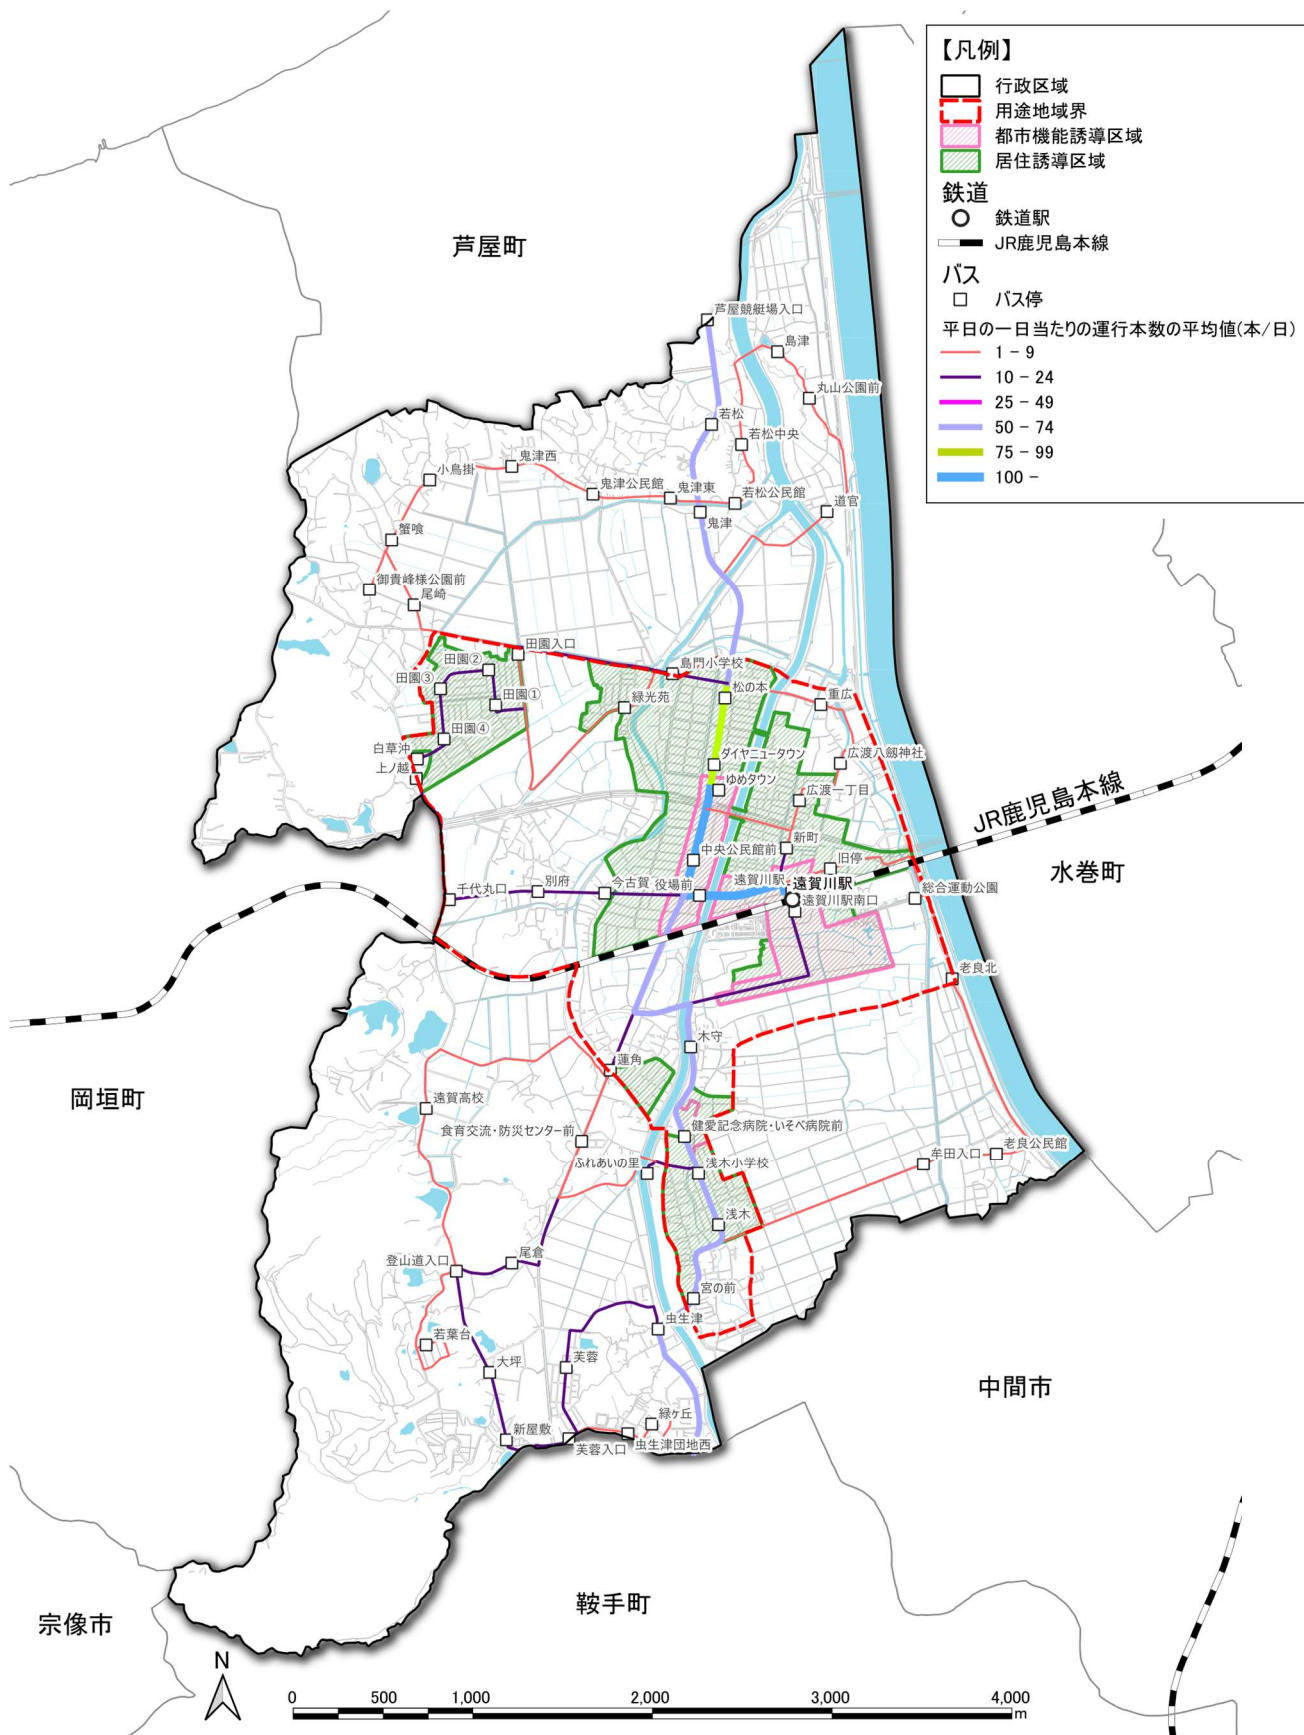 【凡例】
行政区域
用途地域界
都市機能誘導区域
居住誘導区域
鉄道
鉄道駅
JR鹿児島本線
バス
バス停
平日の一日当たりの運行本数の平均値(本/日)
1 - 9
10 - 24
25 - 49
50 - 74
75 - 99
100 -
芦屋町
芦屋競艇場入口
島津
丸山公園前
若松
若松中央
鬼津西
小鳥掛
鬼津公民館
鬼津東
若松公民館
鬼津
道官
蟹喰
御貴峰様公園前
尾崎
田園入口
田園②
田園③
田園①
田園④
島門小学校
松の本
緑光苑
重広
白草沖
上ノ越
ダイヤニュータウン
広渡八剱神社
ゆめタウン
広渡一丁目
JR鹿児島本線
新町
中央公民館前
旧停
水巻町
千代丸口
別府
今古賀
役場前
遠賀川駅
遠賀川駅
遠賀川駅南口
総合運動公園
老良北
木守
蓮角
岡垣町
遠賀高校
食育交流・防災センター前
健愛記念病院・いそべ病院前
老良公民館
牟田入口
ふれあいの里
浅木小学校
浅木
登山道入口
尾倉
宮の前
虫生津
若葉台
大坪
芙蓉
中間市
緑ヶ丘
新屋敷
芙蓉入口
虫生津団地西
鞍手町
宗像市
N
0 500 1,000 2,000 3,000 4,000
m